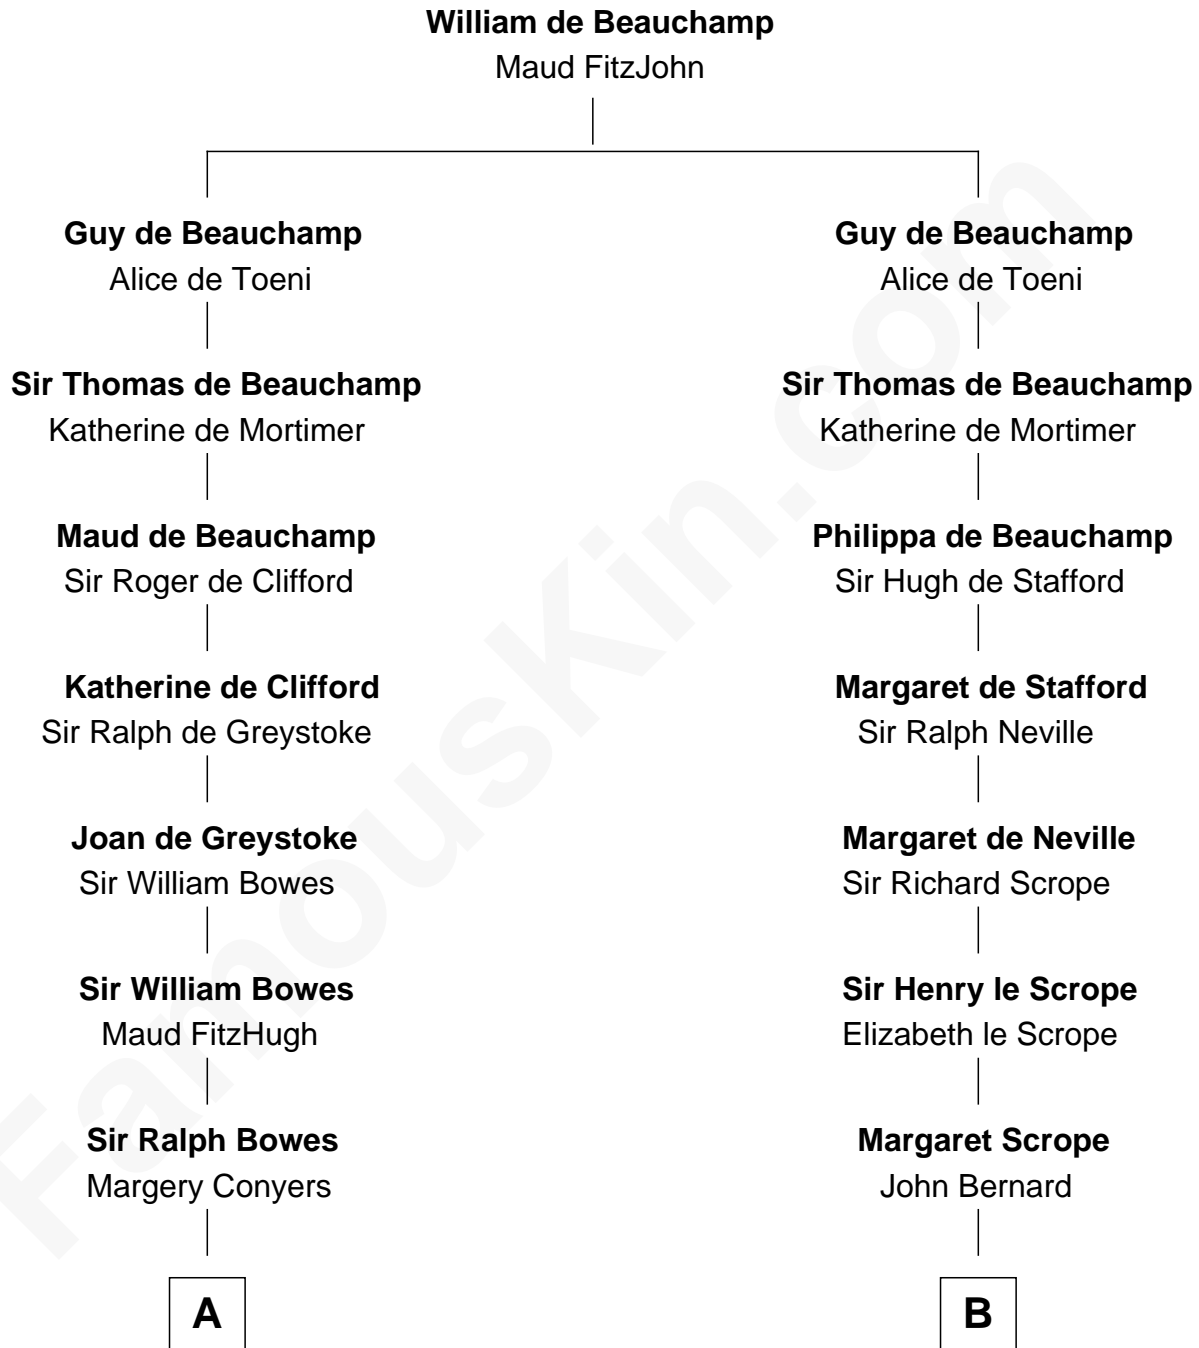 William de Beauchamp
Maud FitzJohn
Guy de Beauchamp
Alice de Toeni
Sir Thomas de Beauchamp
Katherine de Mortimer
Maud de Beauchamp
Sir Roger de Clifford
Katherine de Clifford
Sir Ralph de Greystoke
Joan de Greystoke
Sir William Bowes
Sir William Bowes
Maud FitzHugh
Sir Ralph Bowes
Margery Conyers
A
Guy de Beauchamp
Alice de Toeni
Sir Thomas de Beauchamp
Katherine de Mortimer
Philippa de Beauchamp
Sir Hugh de Stafford
Margaret de Stafford
Sir Ralph Neville
Margaret de Neville
Sir Richard Scrope
Sir Henry le Scrope
Elizabeth le Scrope
Margaret Scrope
John Bernard
B
FamousKin.com